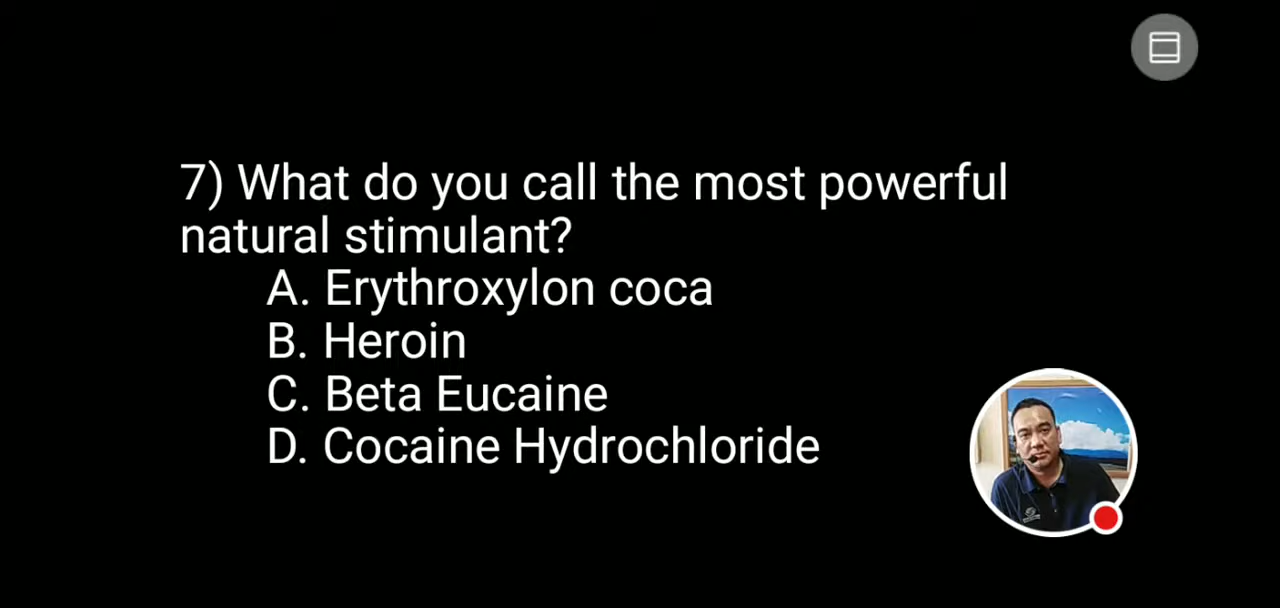 7) What do you call the most powerful
natural stimulant?
A. Erythroxylon coca
B. Heroin
C. Beta Eucaine
D. Cocaine Hydrochloride